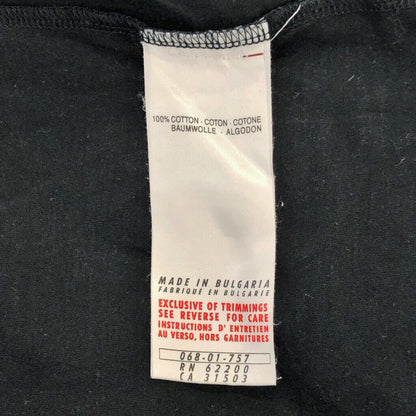 100% COTTON · COTON · COTONE
BAUMWOLLE · ALGODON
MADE IN BULGARIA
FABRIQUÉ EN BULGARIE
EXCLUSIVE OF TRIMMINGS
SEE REVERSE FOR CARE
INSTRUCTIONS D' ENTRETIEN
AU VERSO, HORS GARNITURES
068-01-757
RN 62200
CA 31503